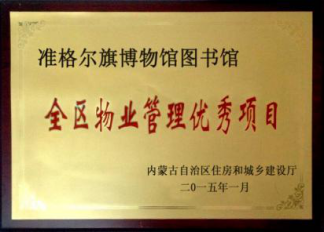 准格尔旗博物馆图书馆
全区物业管理优秀项目
内蒙古自治区住房和城乡建设厅
二〇一五年一月